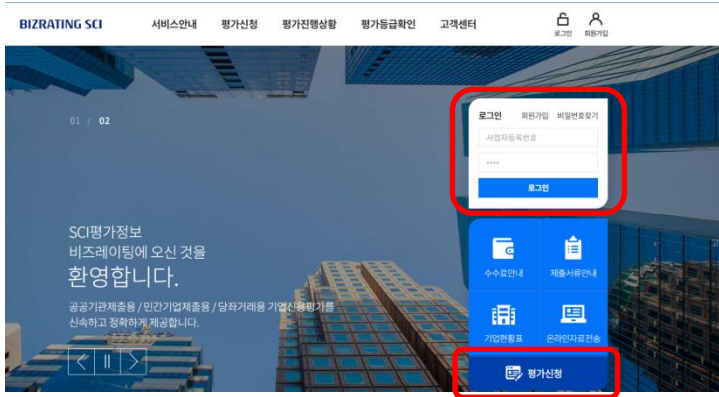 BIZRATING SCI 서비스안내 평가신청 평가진행상황 평가등급확인 고객센터 로그인 회원가입
01 / 02
로그인 회원가입 비밀번호찾기
사업자등록번호
••••
로그인
SCI평가정보
비즈레이팅에 오신 것을
환영합니다.
공공기관제출용 / 민간기업제출용 / 당좌거래용 기업신용평가를
신속하고 정확하게 제공합니다.
수수료안내 제출서류안내
기업현황표 온라인자료전송
평가신청